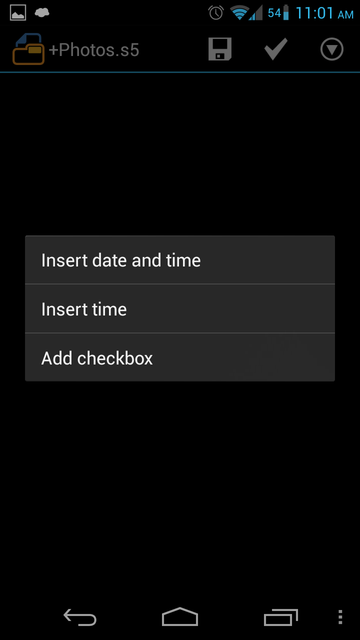 54 11:01 AM
+Photos.s5
Insert date and time
Insert time
Add checkbox